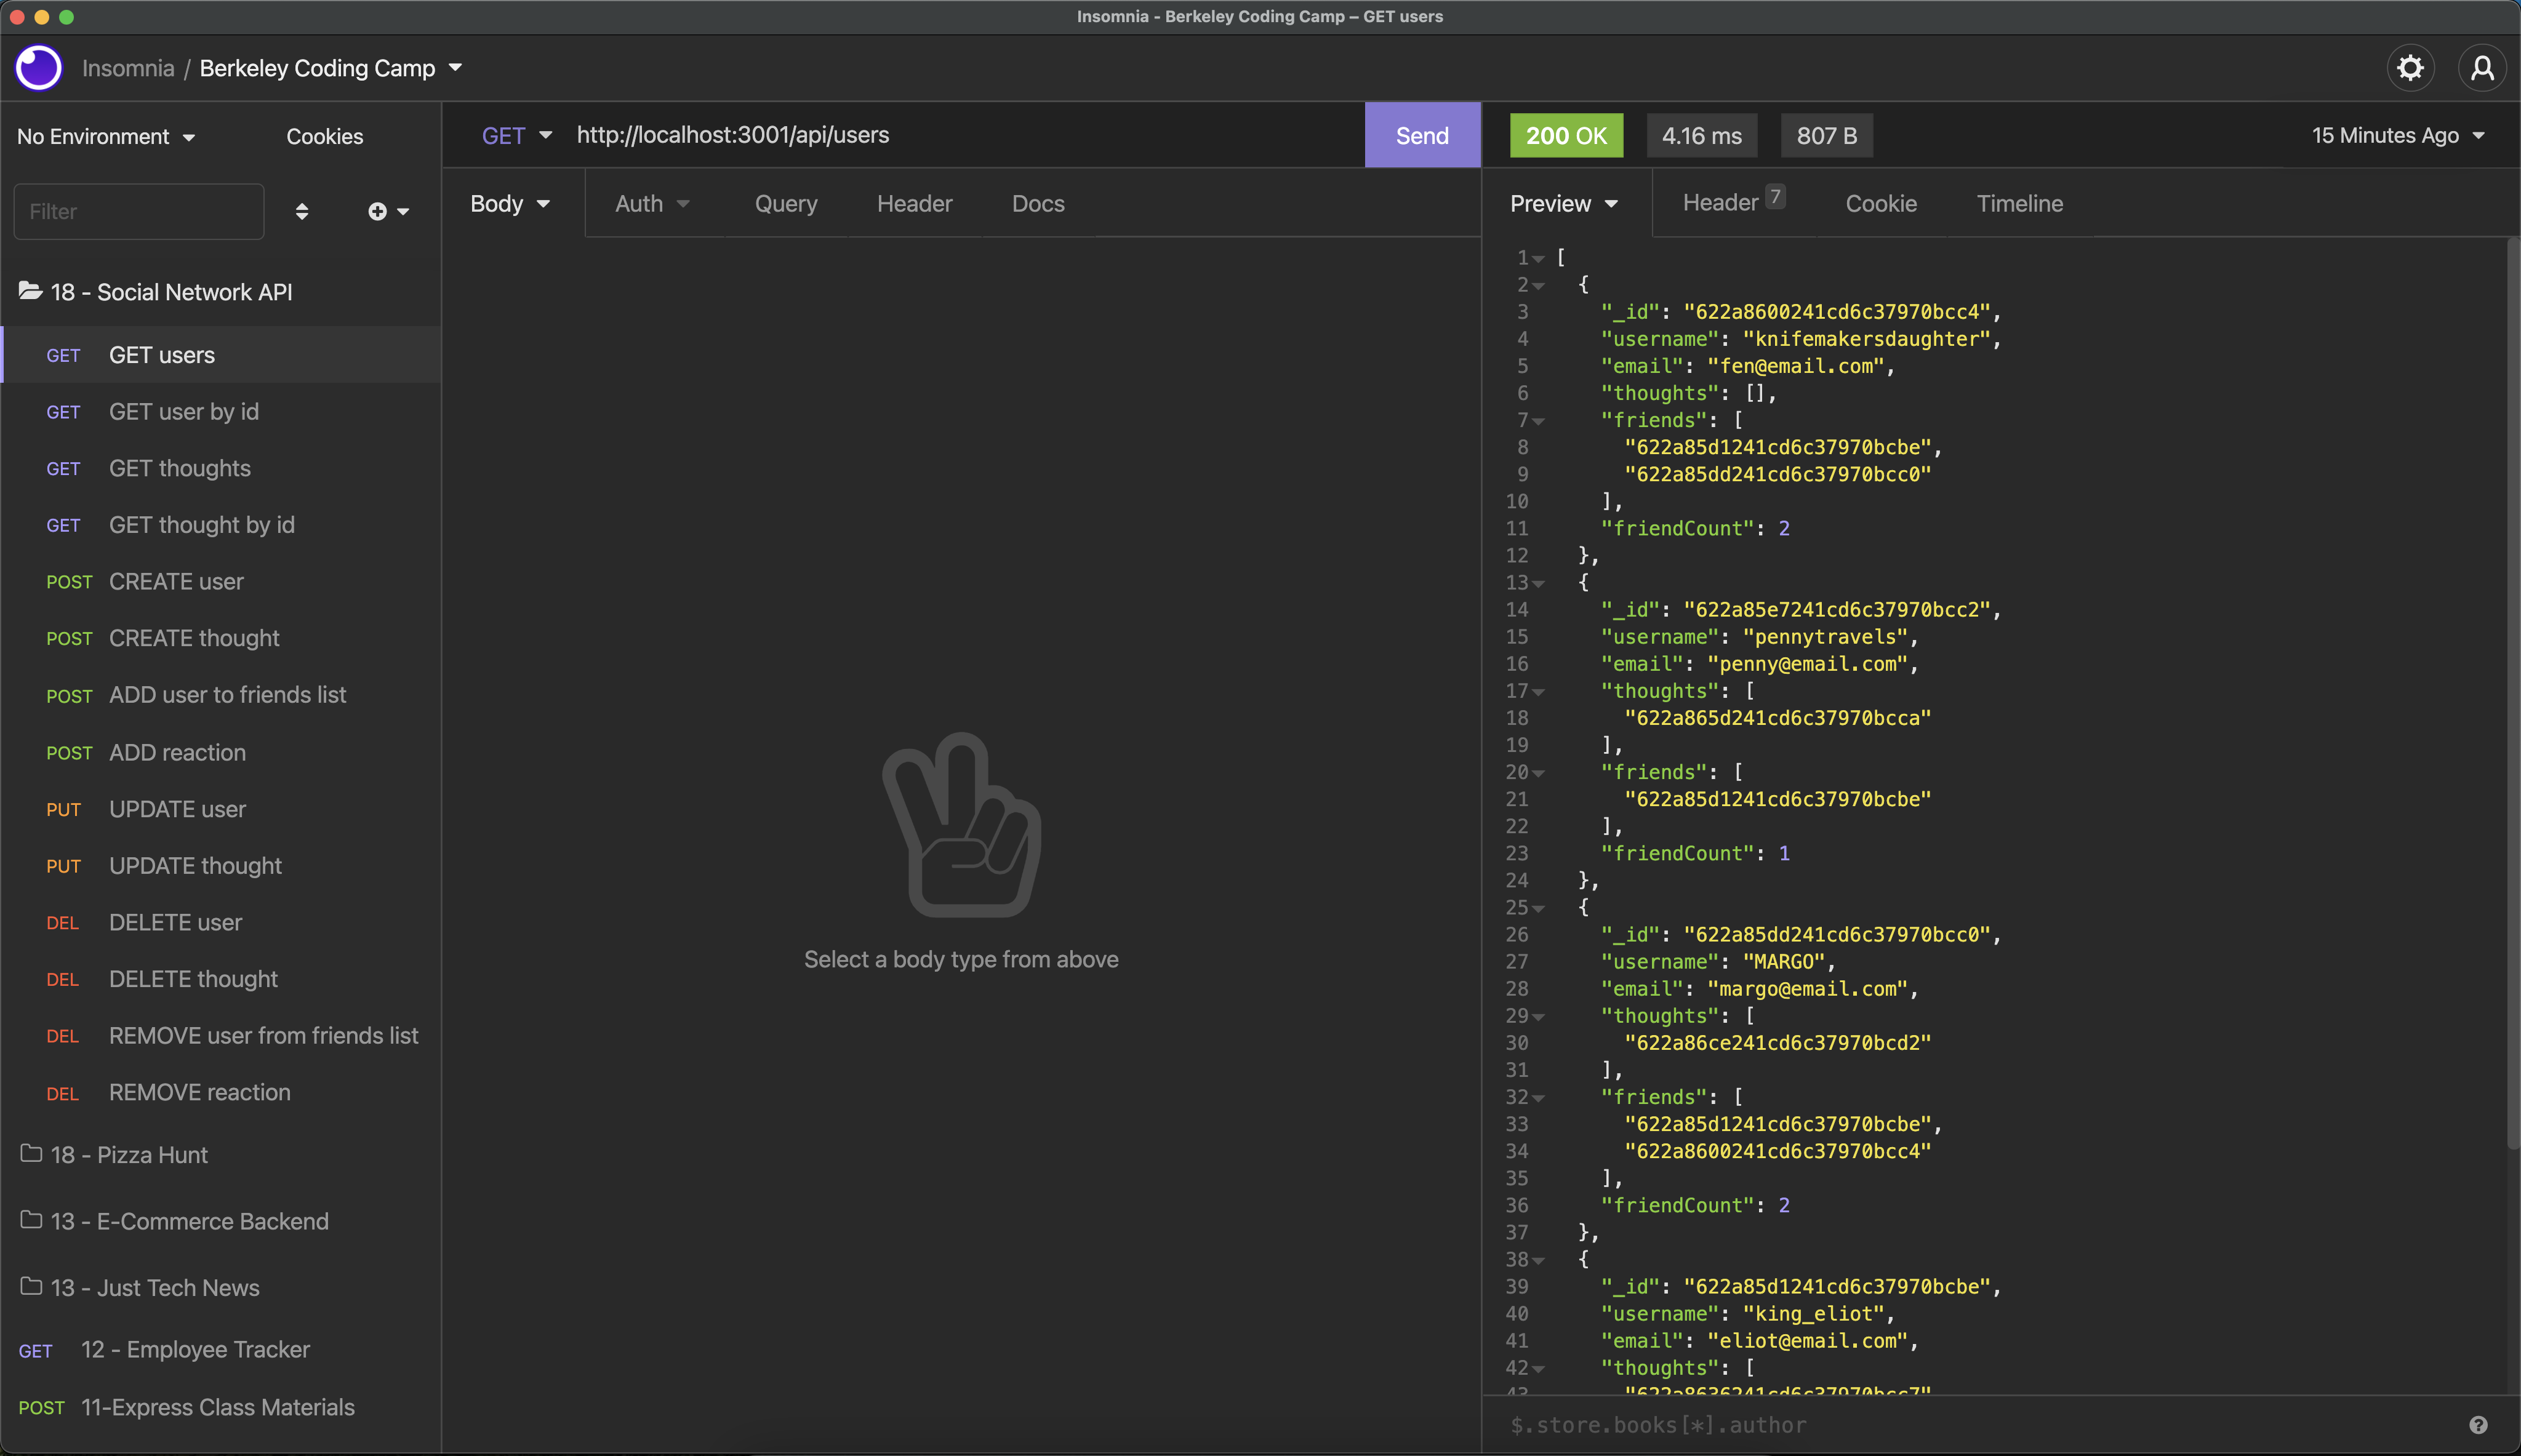 Insomnia - Berkeley Coding Camp – GET users
Insomnia / Berkeley Coding Camp
No Environment
Cookies
Filter
18 - Social Network API
GET GET users
GET GET user by id
GET GET thoughts
GET GET thought by id
POST CREATE user
POST CREATE thought
POST ADD user to friends list
POST ADD reaction
PUT UPDATE user
PUT UPDATE thought
DEL DELETE user
DEL DELETE thought
DEL REMOVE user from friends list
DEL REMOVE reaction
18 - Pizza Hunt
13 - E-Commerce Backend
13 - Just Tech News
GET 12 - Employee Tracker
POST 11-Express Class Materials
GET http://localhost:3001/api/users Send
Body Auth Query Header Docs
Select a body type from above
200 OK 4.16 ms 807 B 15 Minutes Ago
Preview Header 7 Cookie Timeline
1 [
2 {
3 "_id": "622a8600241cd6c37970bcc4",
4 "username": "knifemakersdaughter",
5 "email": "fen@email.com",
6 "thoughts": [],
7 "friends": [
8 "622a85d1241cd6c37970bcbe",
9 "622a85dd241cd6c37970bcc0"
10 ],
11 "friendCount": 2
12 },
13 {
14 "_id": "622a85e7241cd6c37970bcc2",
15 "username": "pennytravels",
16 "email": "penny@email.com",
17 "thoughts": [
18 "622a865d241cd6c37970bcca"
19 ],
20 "friends": [
21 "622a85d1241cd6c37970bcbe"
22 ],
23 "friendCount": 1
24 },
25 {
26 "_id": "622a85dd241cd6c37970bcc0",
27 "username": "MARGO",
28 "email": "margo@email.com",
29 "thoughts": [
30 "622a86ce241cd6c37970bcd2"
31 ],
32 "friends": [
33 "622a85d1241cd6c37970bcbe",
34 "622a8600241cd6c37970bcc4"
35 ],
36 "friendCount": 2
37 },
38 {
39 "_id": "622a85d1241cd6c37970bcbe",
40 "username": "king_eliot",
41 "email": "eliot@email.com",
42 "thoughts": [
43 "622a8636241cd6c37970bcc7"
$.store.books[*].author